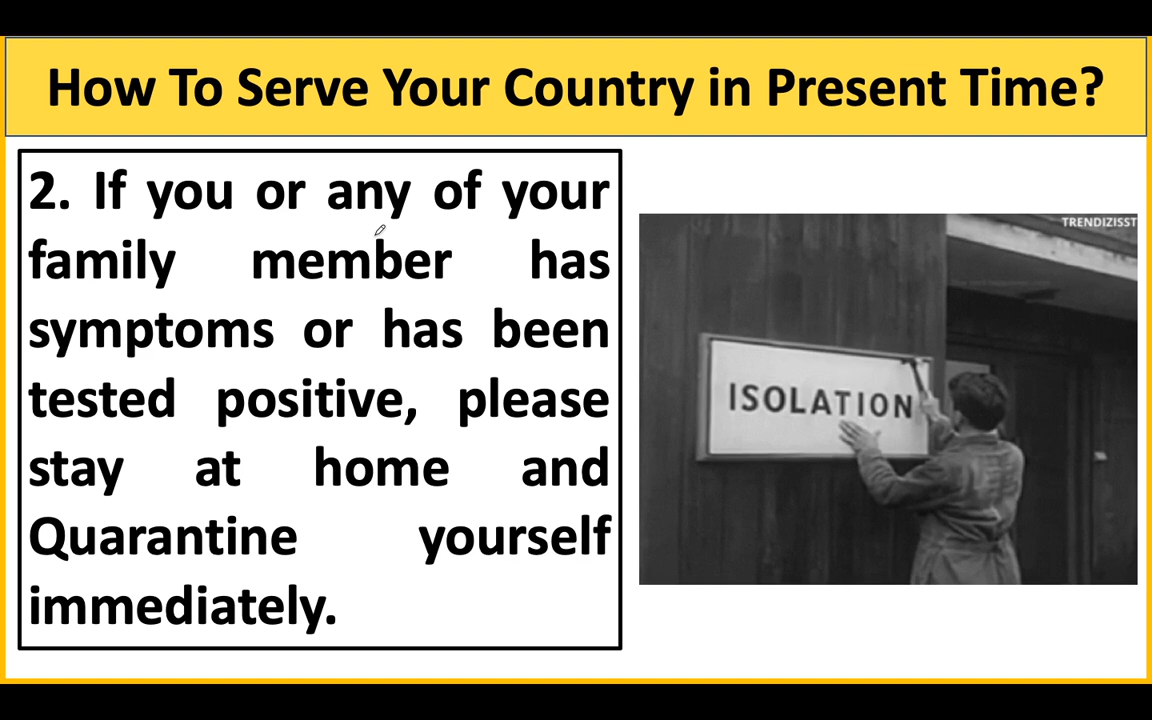 How To Serve Your Country in Present Time?
2. If you or any of your
family member has
symptoms or has been
tested positive, please
stay at home and
Quarantine yourself
immediately.
TRENDIZISST
ISOLATION